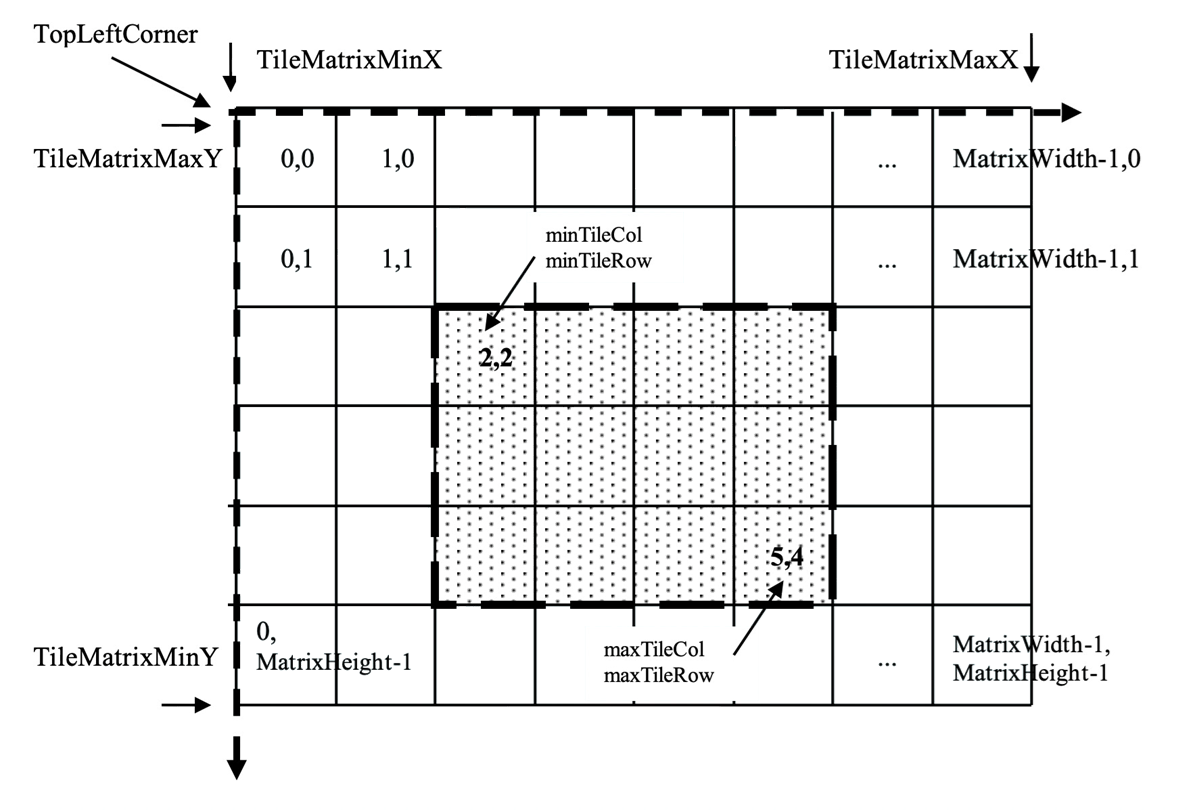 TopLeftCorner
TileMatrixMinX
TileMatrixMaxX
TileMatrixMaxY
0,0
1,0
...
MatrixWidth-1,0
0,1
1,1
minTileCol
minTileRow
...
MatrixWidth-1,1
2,2
5,4
TileMatrixMinY
0,
MatrixHeight-1
maxTileCol
maxTileRow
...
MatrixWidth-1,
MatrixHeight-1